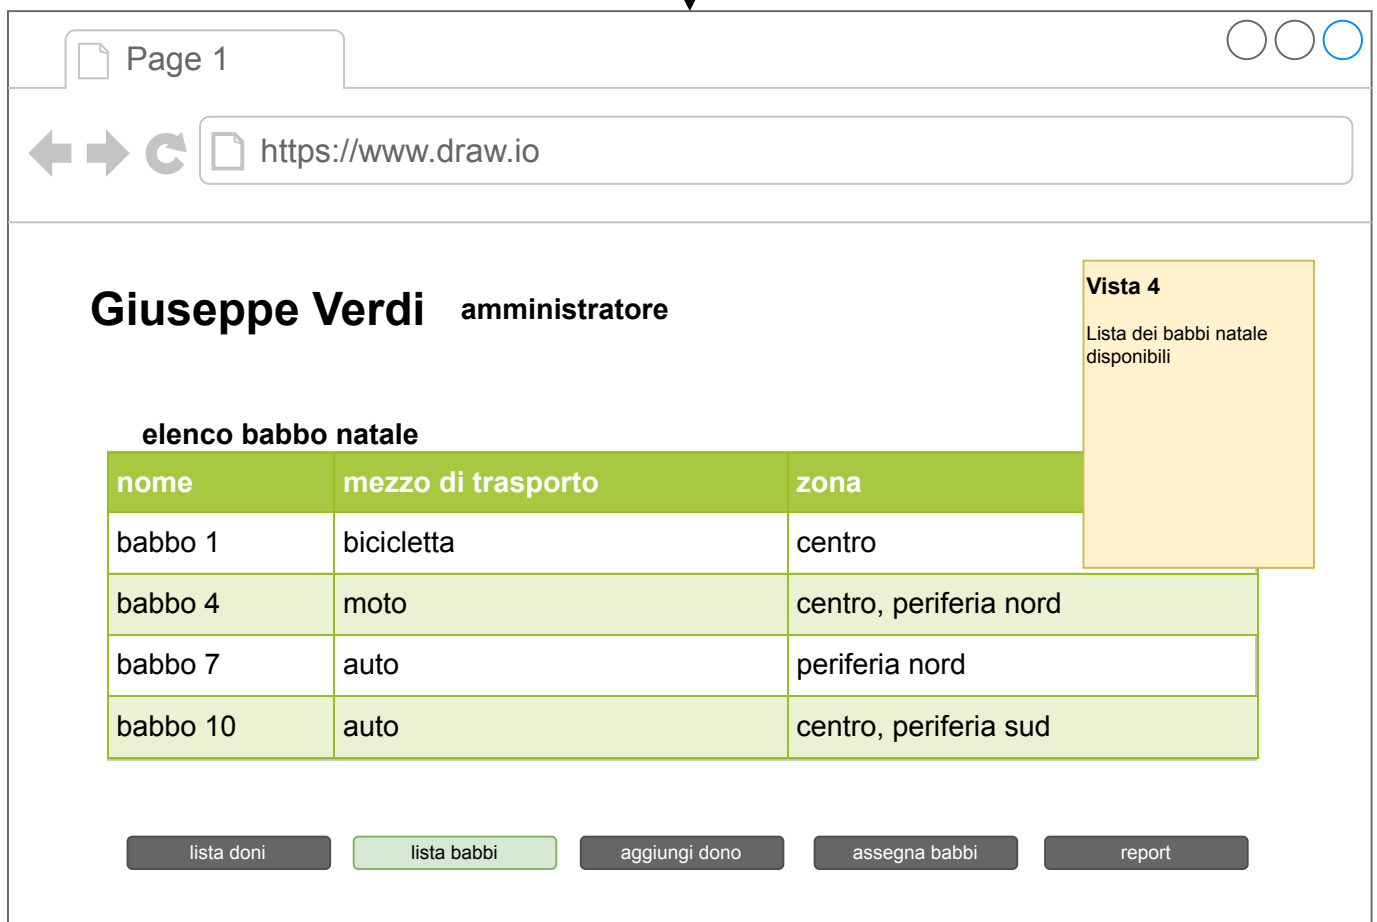 Page 1
https://www.draw.io
Giuseppe Verdi amministratore
Vista 4
Lista dei babbi natale
disponibili
elenco babbo natale
nome mezzo di trasporto zona
babbo 1 bicicletta centro
babbo 4 moto centro, periferia nord
babbo 7 auto periferia nord
babbo 10 auto centro, periferia sud
lista doni lista babbi aggiungi dono assegna babbi report